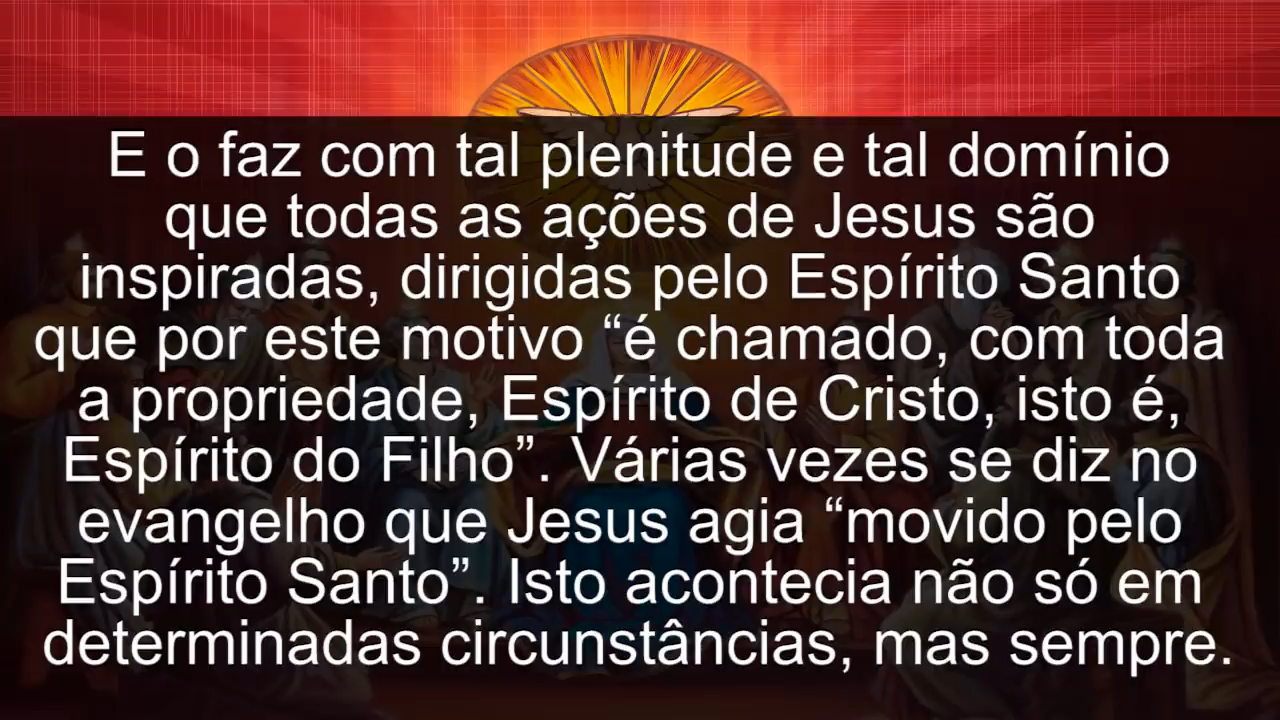 E o faz com tal plenitude e tal domínio
que todas as ações de Jesus são
inspiradas, dirigidas pelo Espírito Santo
que por este motivo “é chamado, com toda
a propriedade, Espírito de Cristo, isto é,
Espírito do Filho”. Várias vezes se diz no
evangelho que Jesus agia “movido pelo
Espírito Santo”. Isto acontecia não só em
determinadas circunstâncias, mas sempre.